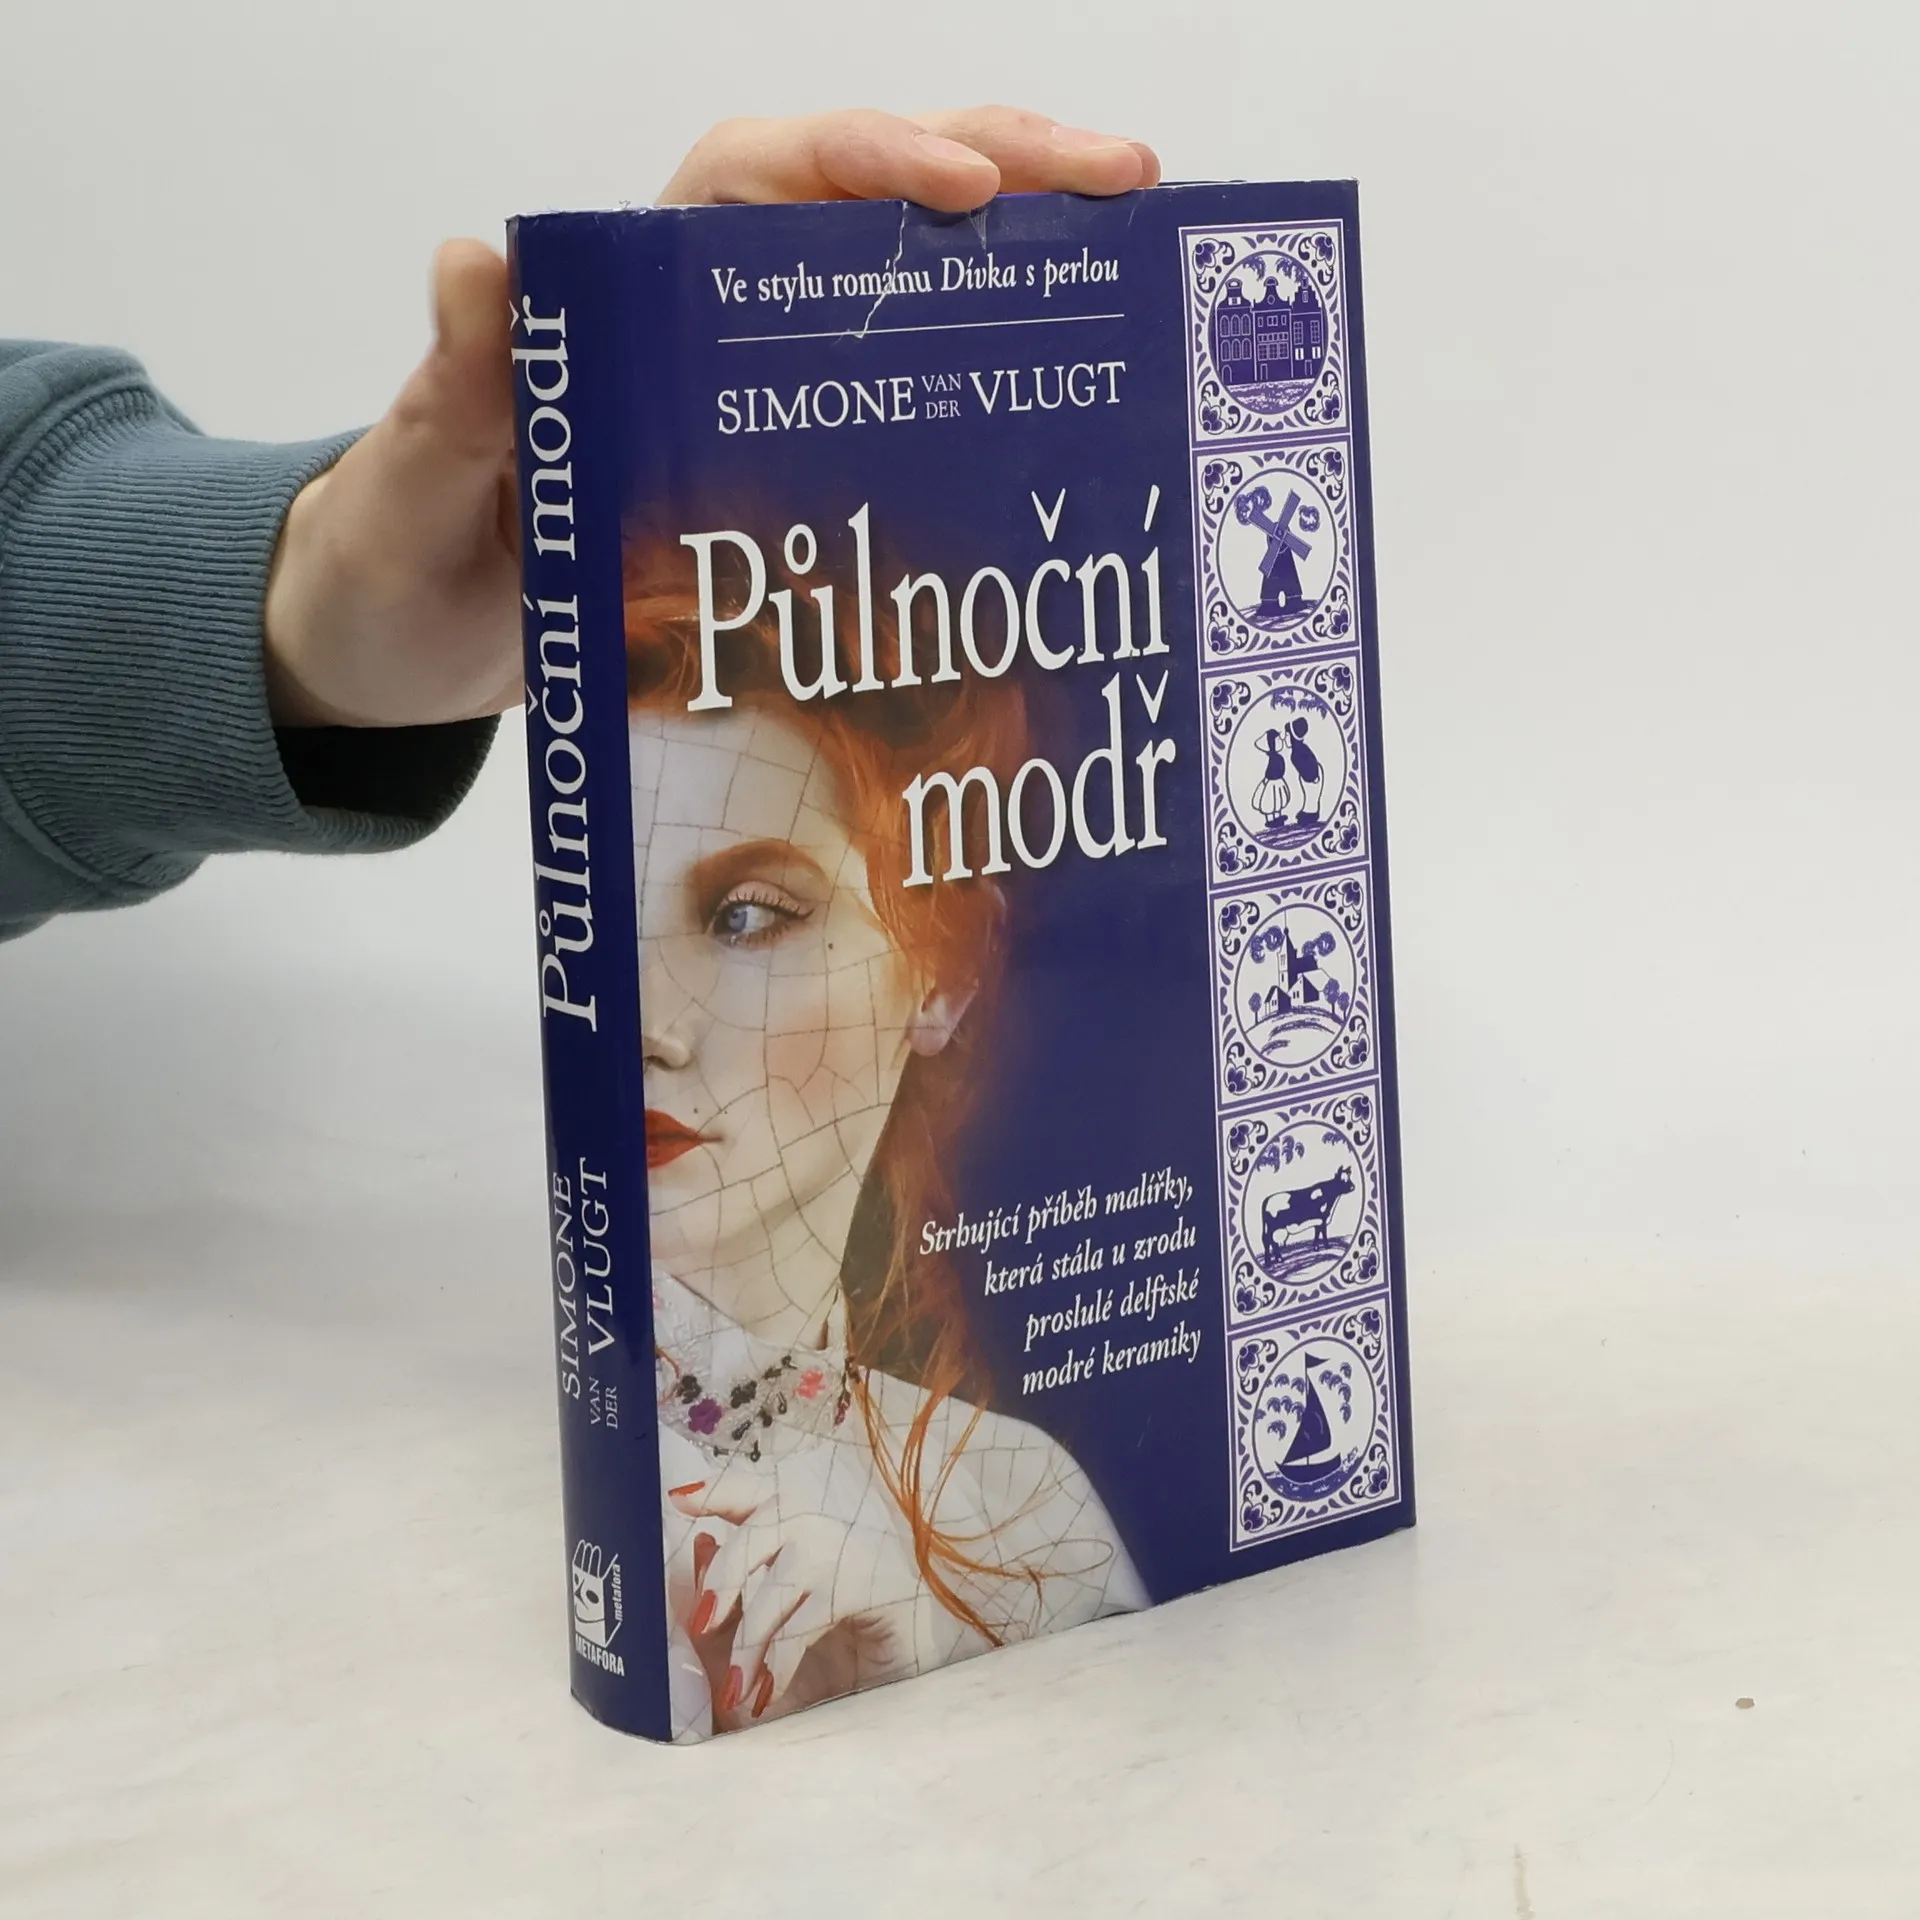 Ve stylu románu Dívka s perlou
SIMONE VAN DER VLUGT
Půlnoční
modř
Strhující příběh malířky,
která stála u zrodu
proslulé delftské
modré keramiky
Půlnoční modř
SIMONE
VAN DER VLUGT
metafora
METAFORA